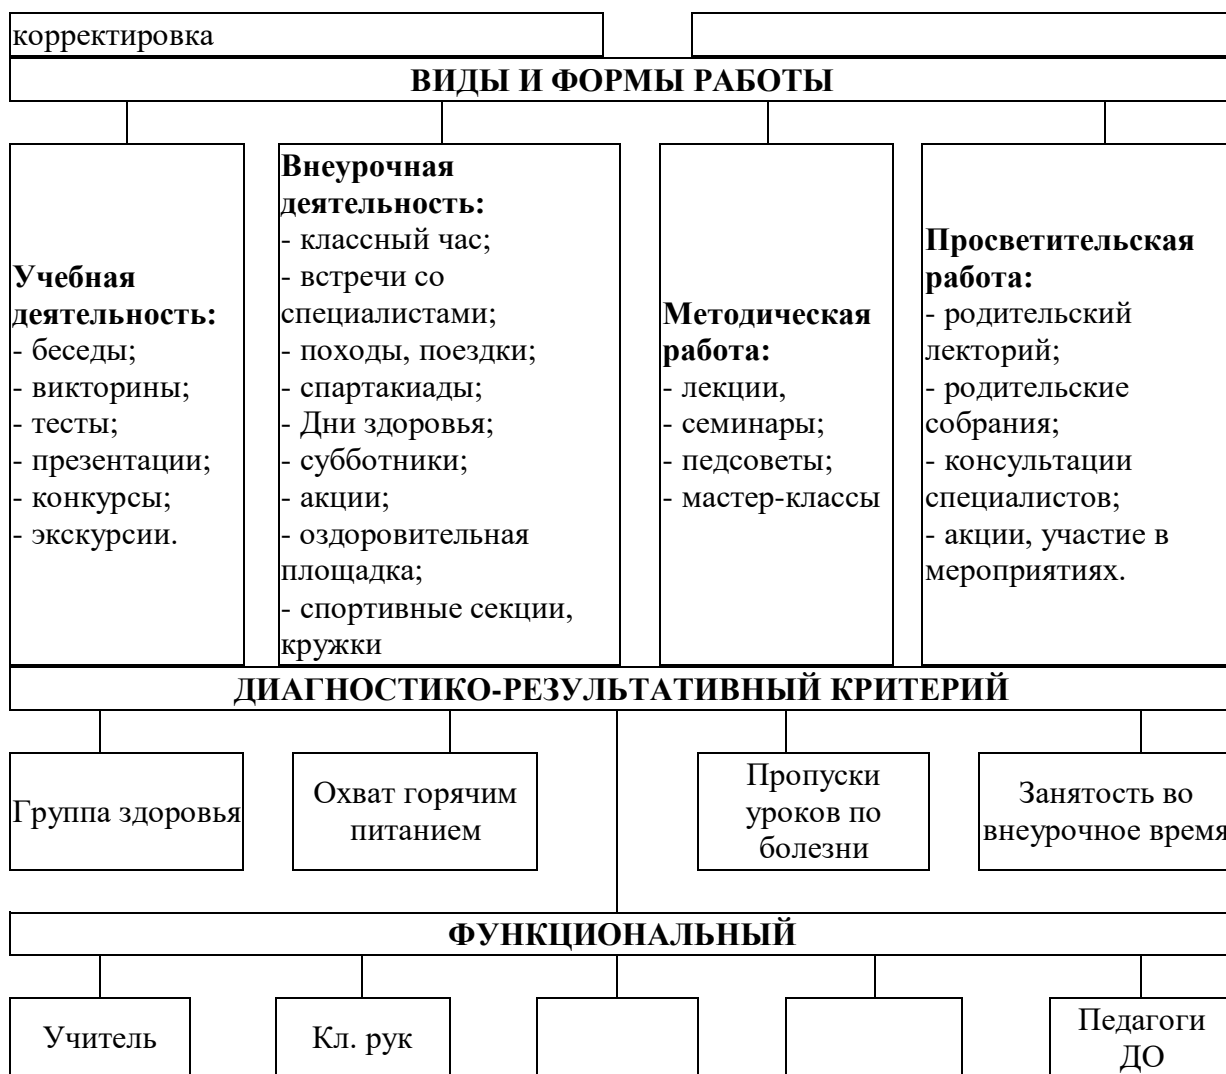 корректировка
ВИДЫ И ФОРМЫ РАБОТЫ
Учебная
деятельность:
- беседы;
- викторины;
- тесты;
- презентации;
- конкурсы;
- экскурсии.
Внеурочная
деятельность:
- классный час;
- встречи со
специалистами;
- походы, поездки;
- спартакиады;
- Дни здоровья;
- субботники;
- акции;
- оздоровительная
площадка;
- спортивные секции,
кружки
Методическая
работа:
- лекции,
- семинары;
- педсоветы;
- мастер-классы
Просветительская
работа:
- родительский
лекторий;
- родительские
собрания;
- консультации
специалистов;
- акции, участие в
мероприятиях.
ДИАГНОСТИКО-РЕЗУЛЬТАТИВНЫЙ КРИТЕРИЙ
Группа здоровья
Охват горячим
питанием
Пропуски
уроков по
болезни
Занятость во
внеурочное время
ФУНКЦИОНАЛЬНЫЙ
Учитель
Кл. рук
Педагоги
ДО